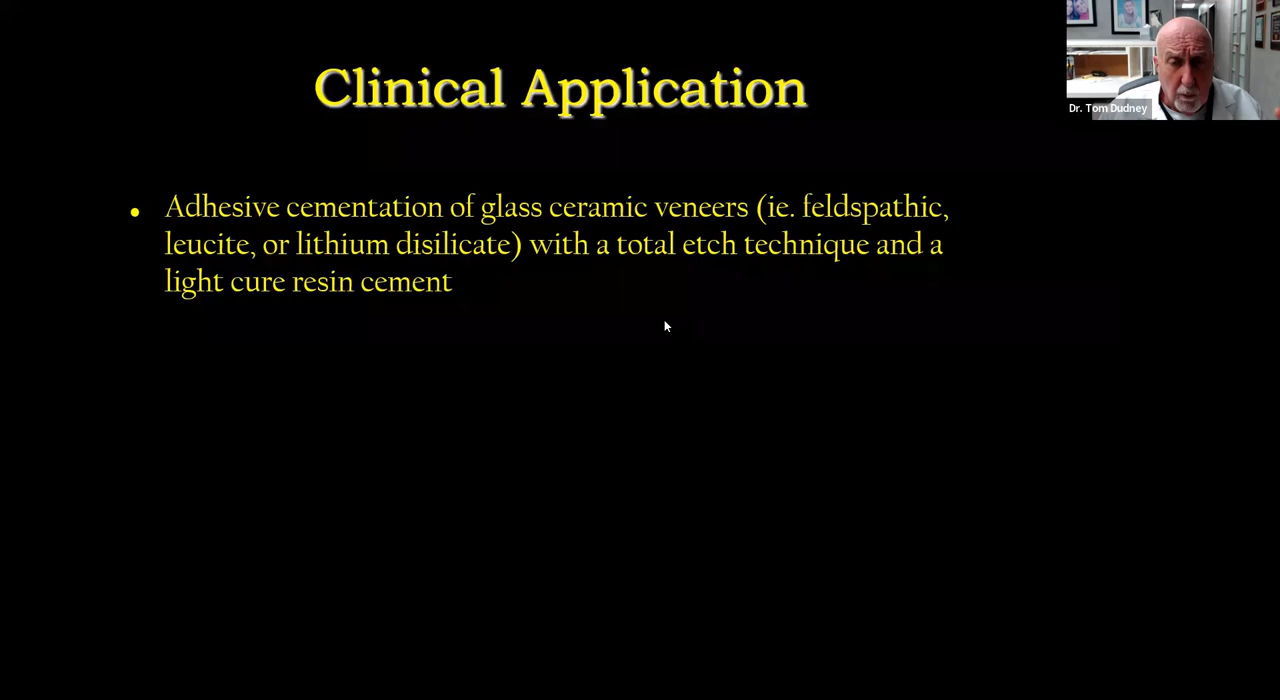 Clinical Application
Dr. Tom Dudney
• Adhesive cementation of glass ceramic veneers (ie. feldspathic,
leucite, or lithium disilicate) with a total etch technique and a
light cure resin cement